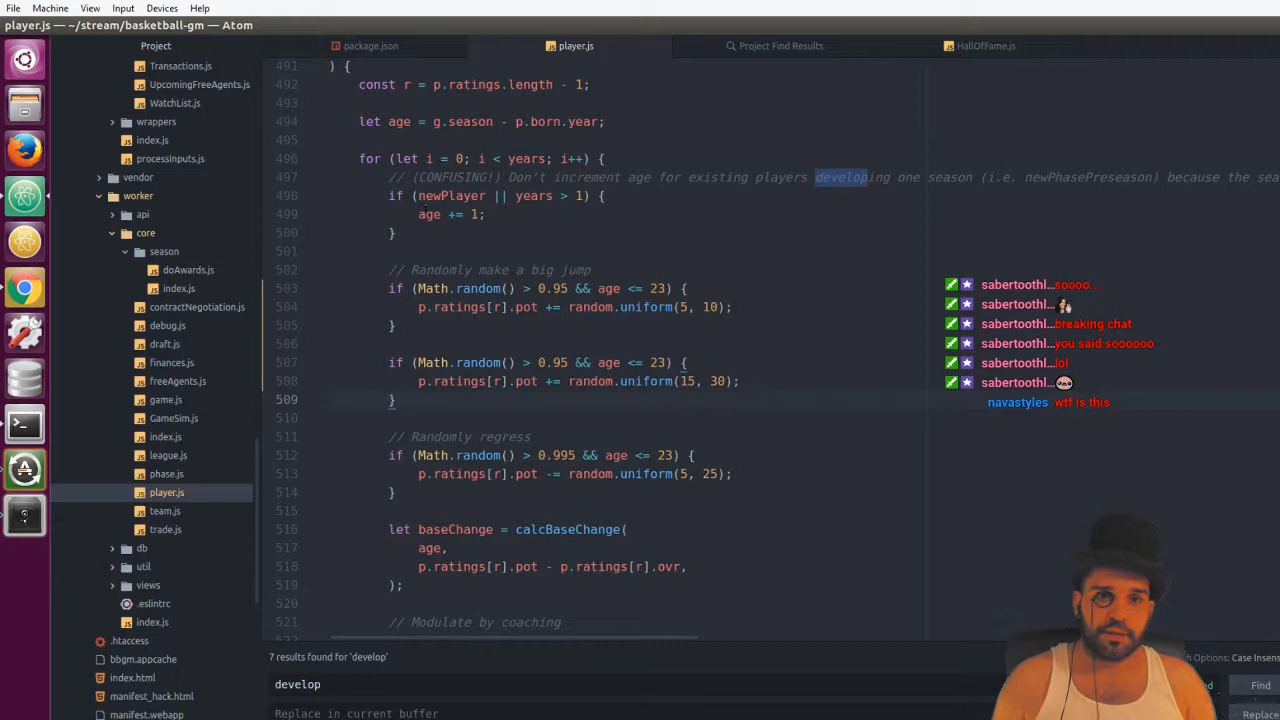 File Machine View Input Devices Help
player.js — ~/stream/basketball-gm — Atom
Project
package.json
player.js
Project Find Results
HallOfFame.js
Transactions.js
UpcomingFreeAgents.js
WatchList.js
wrappers
index.js
processInputs.js
vendor
worker
api
core
season
doAwards.js
index.js
contractNegotiation.js
debug.js
draft.js
finances.js
freeAgents.js
game.js
GameSim.js
index.js
league.js
phase.js
player.js
team.js
trade.js
db
util
views
.eslintrc
index.js
.htaccess
bbgm.appcache
index.html
manifest_hack.html
manifest.webapp
491 ) {
492 const r = p.ratings.length - 1;
493
494 let age = g.season - p.born.year;
495
496 for (let i = 0; i < years; i++) {
497 // (CONFUSING!) Don't increment age for existing players developing one season (i.e. newPhasePreseason) because the sea
498 if (newPlayer || years > 1) {
499 age += 1;
500 }
501
502 // Randomly make a big jump
503 if (Math.random() > 0.95 && age <= 23) {
504 p.ratings[r].pot += random.uniform(5, 10);
505 }
506
507 if (Math.random() > 0.95 && age <= 23) {
508 p.ratings[r].pot += random.uniform(15, 30);
509 }
510
511 // Randomly regress
512 if (Math.random() > 0.995 && age <= 23) {
513 p.ratings[r].pot -= random.uniform(5, 25);
514 }
515
516 let baseChange = calcBaseChange(
517 age,
518 p.ratings[r].pot - p.ratings[r].ovr,
519 );
520
521 // Modulate by coaching
sabertoothl... soooo...
sabertoothl...
sabertoothl... breaking chat
sabertoothl... you said soooooo
sabertoothl... lol
sabertoothl...
navastyles wtf is this
7 results found for 'develop'
Options: Case Insens
develop
Find
Replace in current buffer
Replace